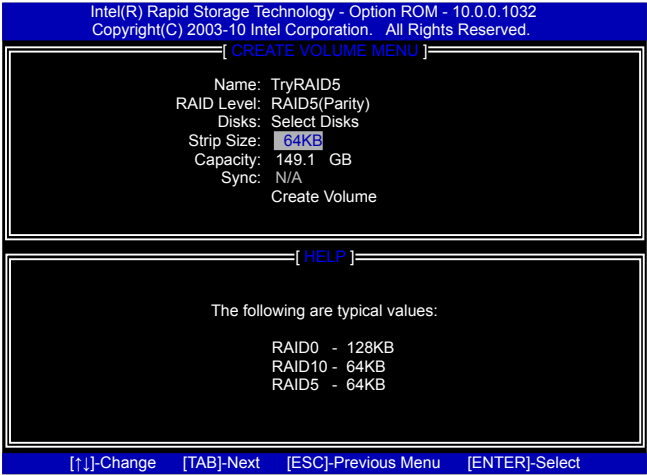 Intel(R) Rapid Storage Technology - Option ROM - 10.0.0.1032
Copyright(C) 2003-10 Intel Corporation. All Rights Reserved.
[ CREATE VOLUME MENU ]
Name: TryRAID5
RAID Level: RAID5(Parity)
Disks: Select Disks
Strip Size: 64KB
Capacity: 149.1 GB
Sync: N/A
Create Volume
[ HELP ]
The following are typical values:
RAID0 - 128KB
RAID10 - 64KB
RAID5 - 64KB
[↑↓]-Change [TAB]-Next [ESC]-Previous Menu [ENTER]-Select